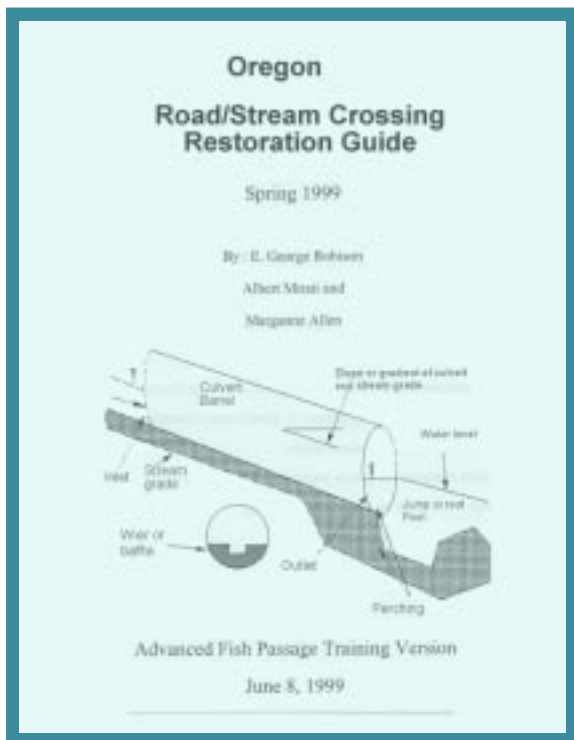 Oregon
Road/Stream Crossing
Restoration Guide
Spring 1999
By : E. George Robison
Albert Mirati and
Margaret Allen
Slope or gradient of culvert
and stream grade
Culvert
Barrel
Water level
Inlet
Stream
grade
Jump or rest
Pool
Wier or
baffle
Outlet
Perching
Advanced Fish Passage Training Version
June 8, 1999